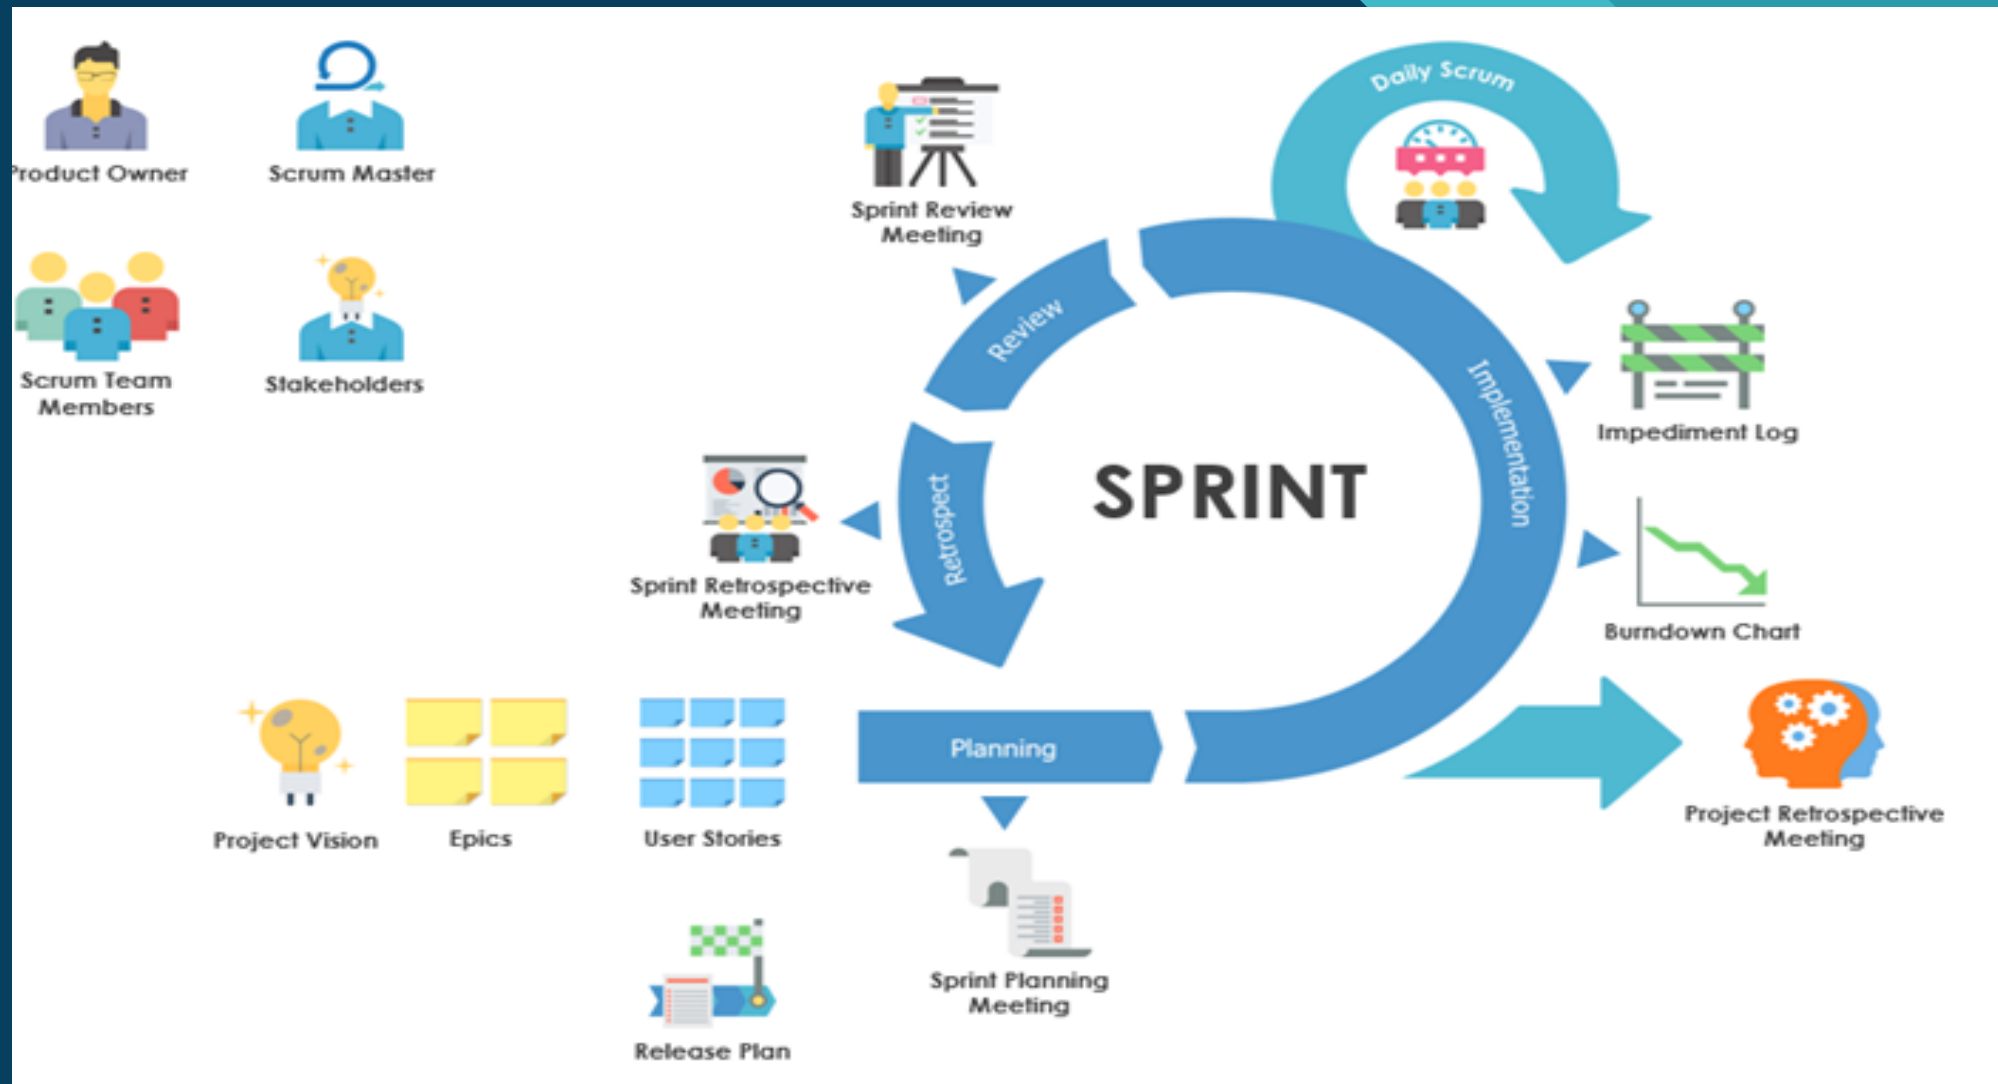 Product Owner
Scrum Master
Scrum Team
Members
Stakeholders
Sprint Review
Meeting
Daily Scrum
Review
Implementation
Impediment Log
SPRINT
Retrospect
Sprint Retrospective
Meeting
Burndown Chart
Project Vision
Epics
User Stories
Planning
Project Retrospective
Meeting
Sprint Planning
Meeting
Release Plan